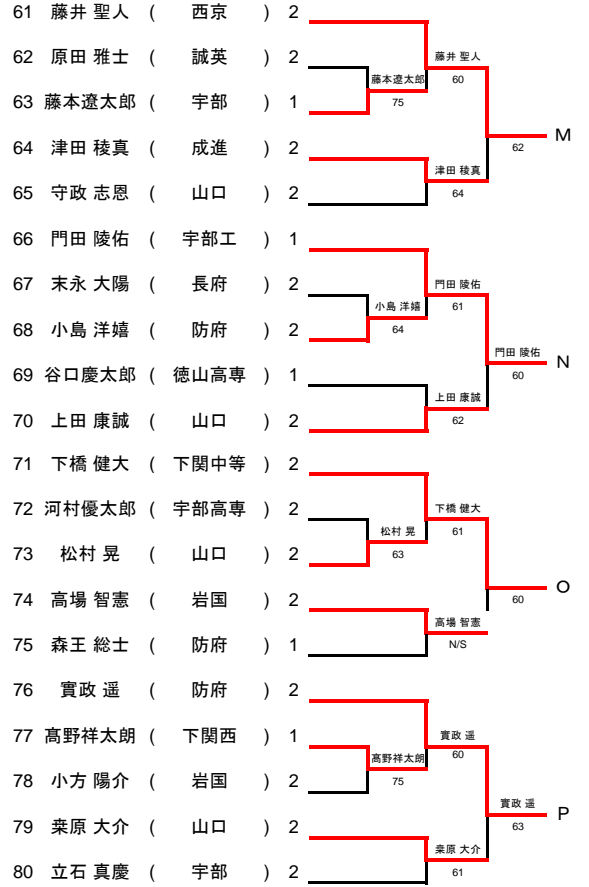 61 藤井 聖人 ( 西京 ) 2
62 原田 雅士 ( 誠英 ) 2
藤井 聖人
藤本遼太郎 60
63 藤本遼太郎 ( 宇部 ) 1
75
M
62
64 津田 稜真 ( 成進 ) 2
津田 稜真
65 守政 志恩 ( 山口 ) 2
64
66 門田 陵佑 ( 宇部工 ) 1
67 末永 大陽 ( 長府 ) 2
門田 陵佑
小島 洋嬉 61
68 小島 洋嬉 ( 防府 ) 2
64
門田 陵佑
N
60
69 谷口慶太郎 ( 徳山高専 ) 1
上田 康誠
70 上田 康誠 ( 山口 ) 2
62
71 下橋 健大 ( 下関中等 ) 2
72 河村優太郎 ( 宇部高専 ) 2
下橋 健大
松村 晃 61
73 松村 晃 ( 山口 ) 2
63
O
60
74 高場 智憲 ( 岩国 ) 2
高場 智憲
75 森王 総士 ( 防府 ) 1
N/S
76 實政 遥 ( 防府 ) 2
77 髙野祥太朗 ( 下関西 ) 1
實政 遥
髙野祥太朗 60
78 小方 陽介 ( 岩国 ) 2
75
實政 遥
P
63
79 桒原 大介 ( 山口 ) 2
桒原 大介
80 立石 真慶 ( 宇部 ) 2
61